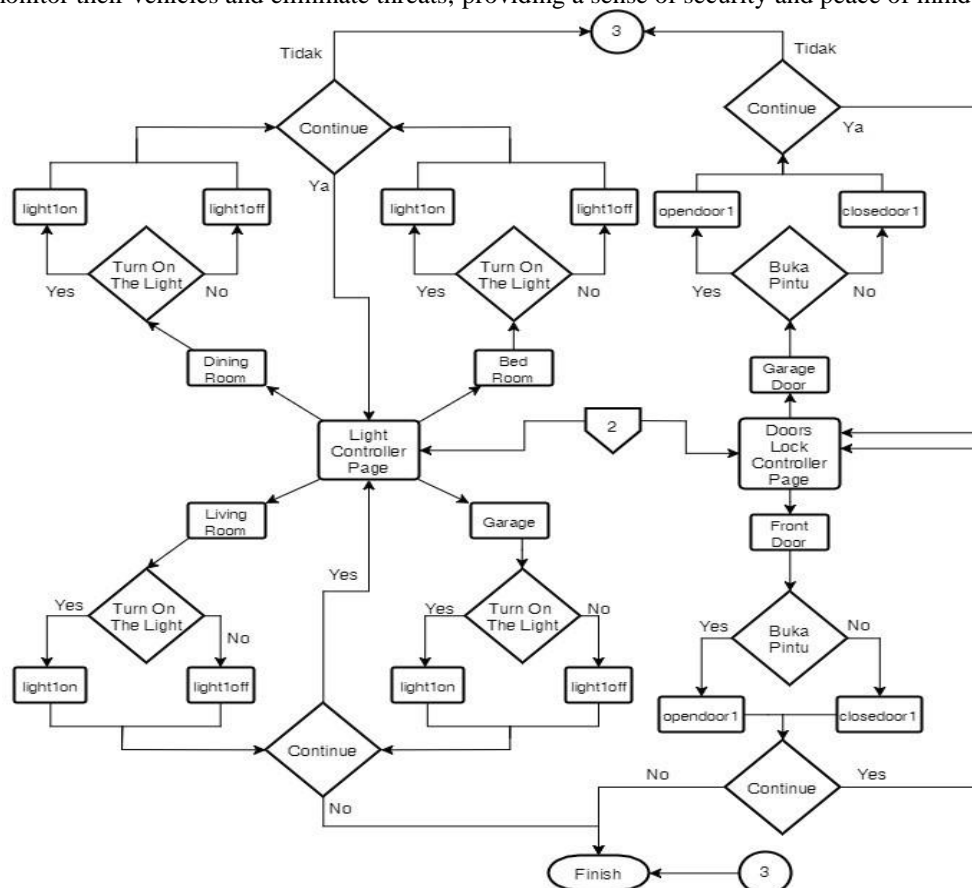 monitor their vehicles and eliminate threats, providing a sense of security and peace of mind
3
Tidak
Tidak
Continue
Continue
Ya
Ya
light1on
light1off
light1on
light1off
opendoor1
closedoor1
Turn On
The Light
Yes
No
Turn On
The Light
Yes
No
Buka
Pintu
Yes
No
Dining
Room
Bed
Room
Garage
Door
Light
Controller
Page
2
Doors
Lock
Controller
Page
Living
Room
Garage
Front
Door
Yes
Yes
Turn On
The Light
No
Yes
Turn On
The Light
No
Yes
Buka
Pintu
No
light1on
light1off
light1on
light1off
opendoor1
closedoor1
Continue
No
No
Continue
Yes
Finish
3